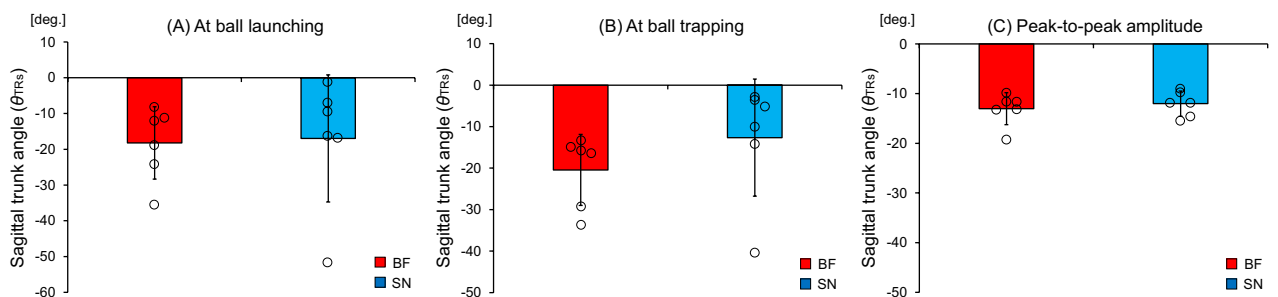 [deg.]
(A) At ball launching
Sagittal trunk angle (θTRs)
10
0
-10
-20
-30
-40
-50
-60
BF
SN
[deg.]
(B) At ball trapping
Sagittal trunk angle (θTRs)
10
0
-10
-20
-30
-40
-50
BF
SN
[deg.]
(C) Peak-to-peak amplitude
Sagittal trunk angle (θTRs)
0
-10
-20
-30
-40
-50
BF
SN